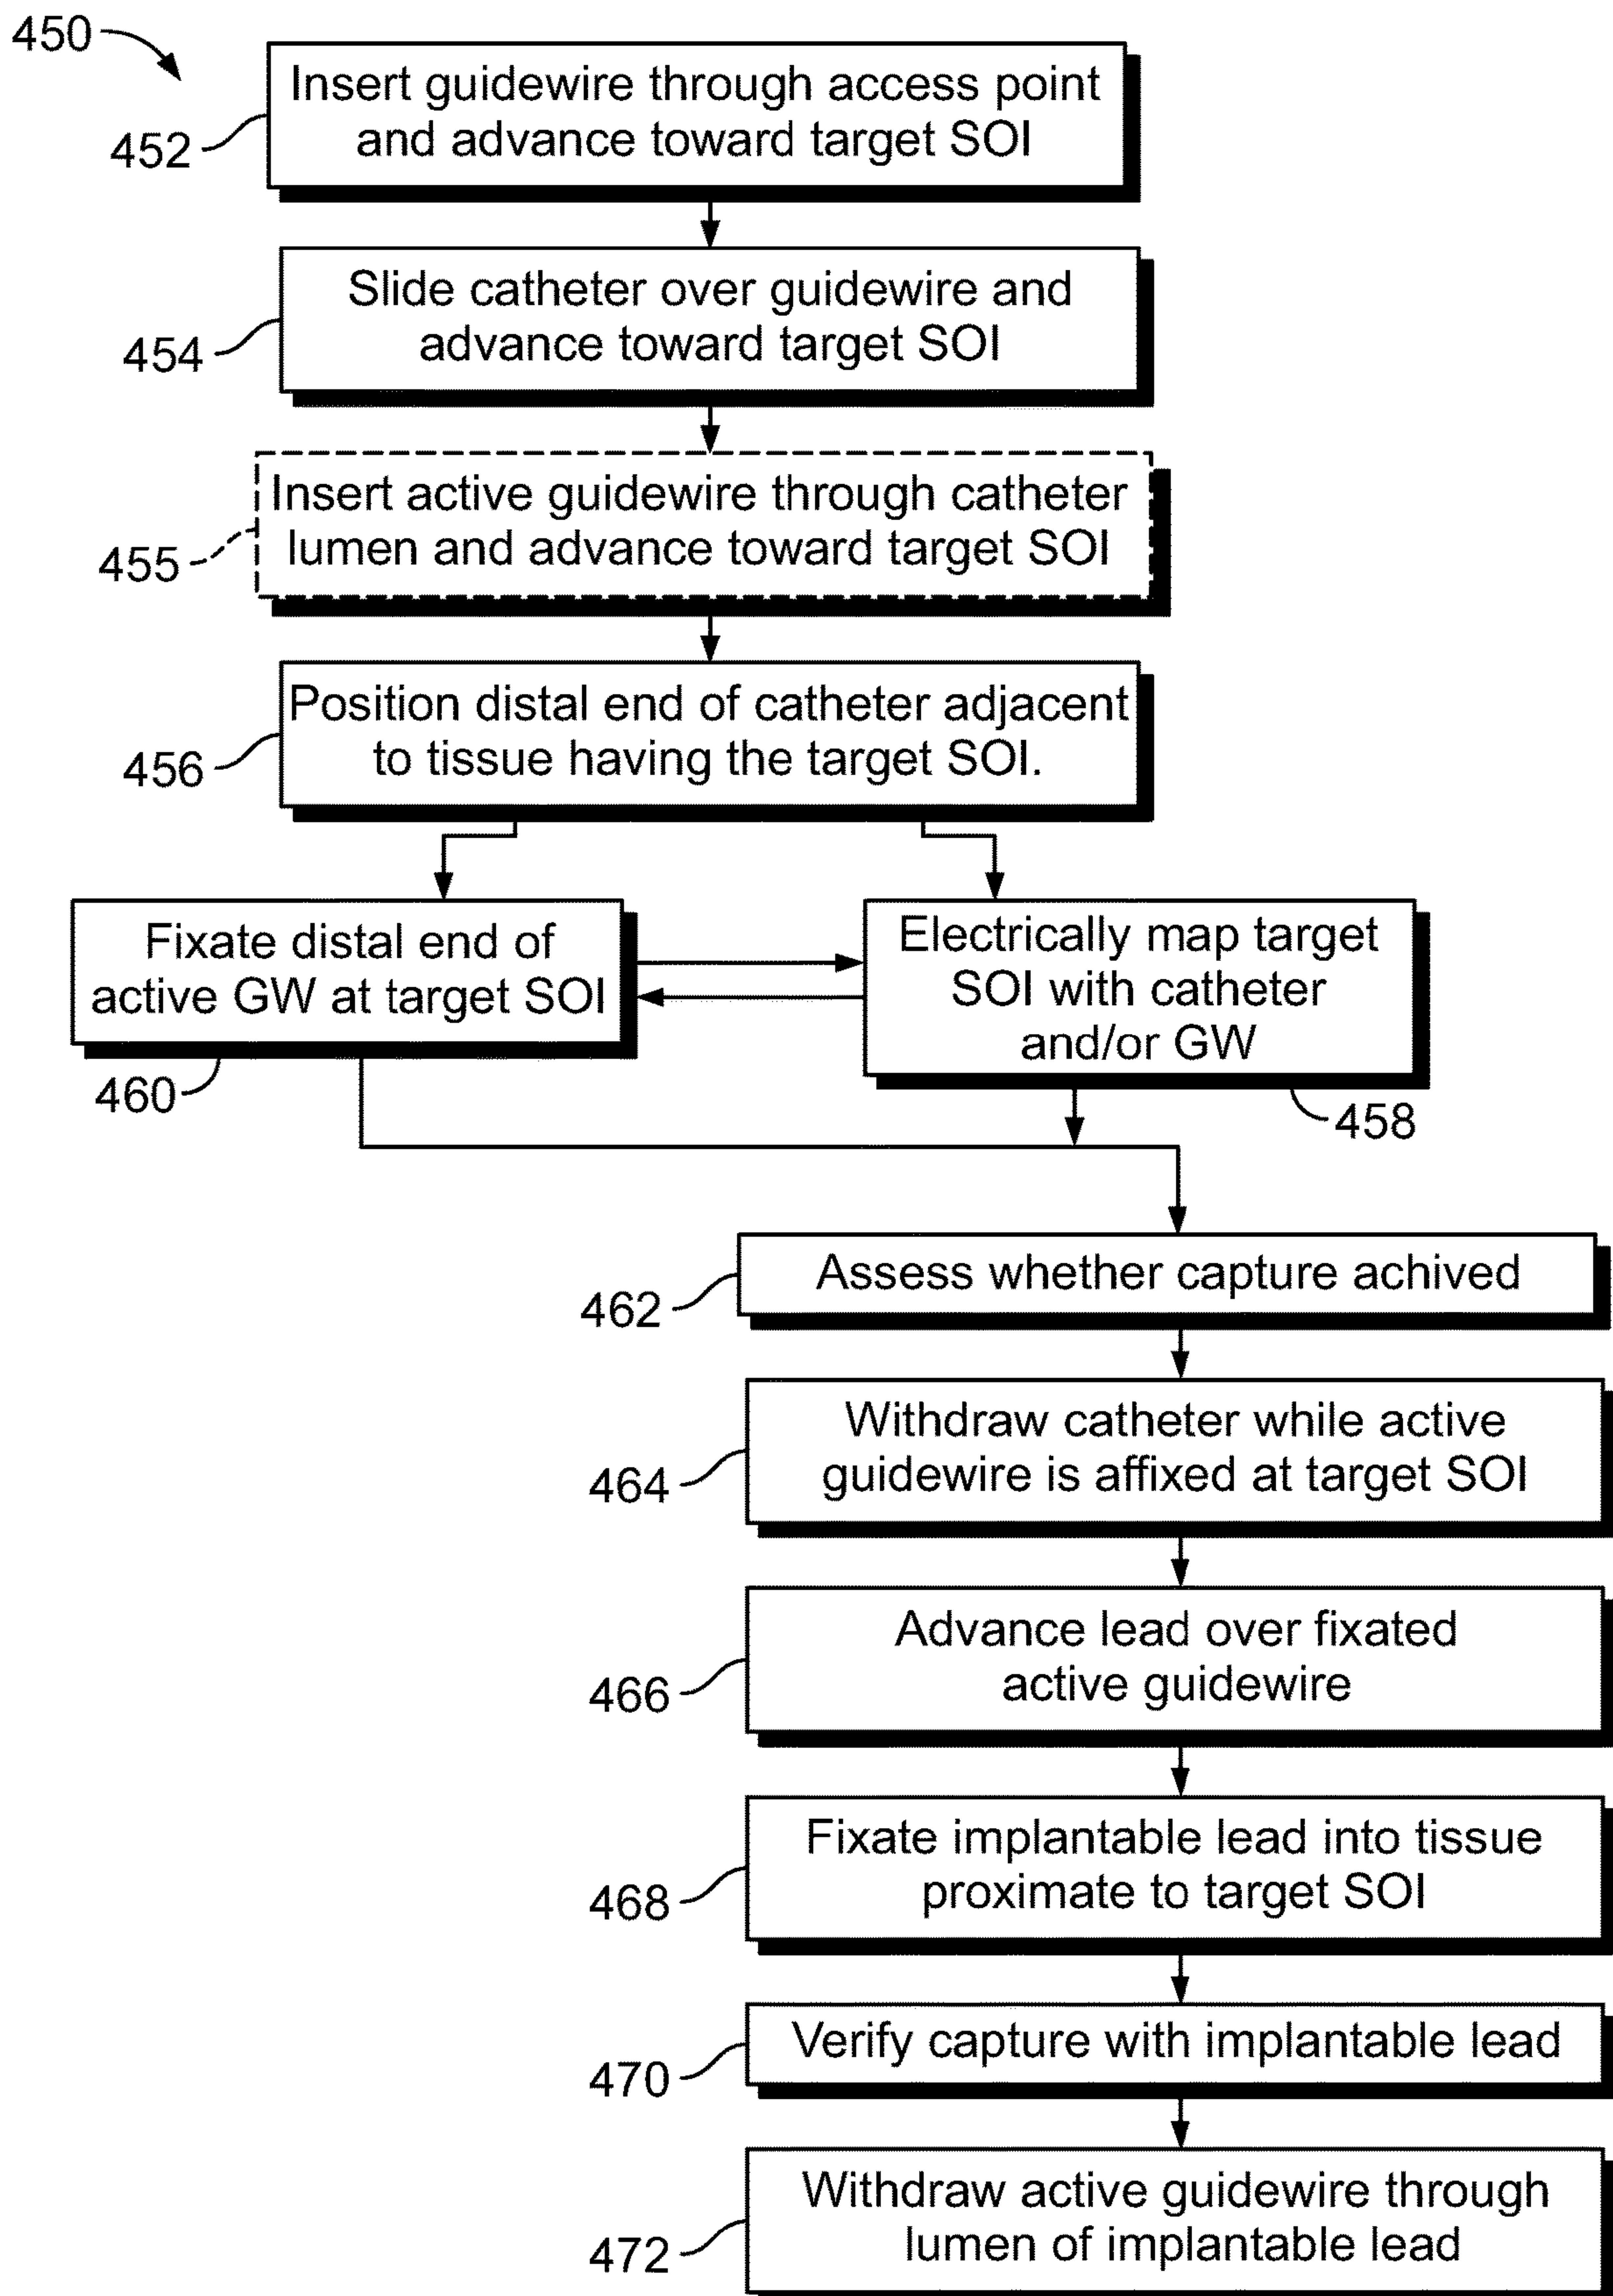 450
Insert guidewire through access point
and advance toward target SOI
452
Slide catheter over guidewire and
advance toward target SOI
454
Insert active guidewire through catheter
lumen and advance toward target SOI
455
Position distal end of catheter adjacent
to tissue having the target SOI.
456
Fixate distal end of
active GW at target SOI
460
Electrically map target
SOI with catheter
and/or GW
458
Assess whether capture achived
462
Withdraw catheter while active
guidewire is affixed at target SOI
464
Advance lead over fixated
active guidewire
466
Fixate implantable lead into tissue
proximate to target SOI
468
Verify capture with implantable lead
470
Withdraw active guidewire through
lumen of implantable lead
472